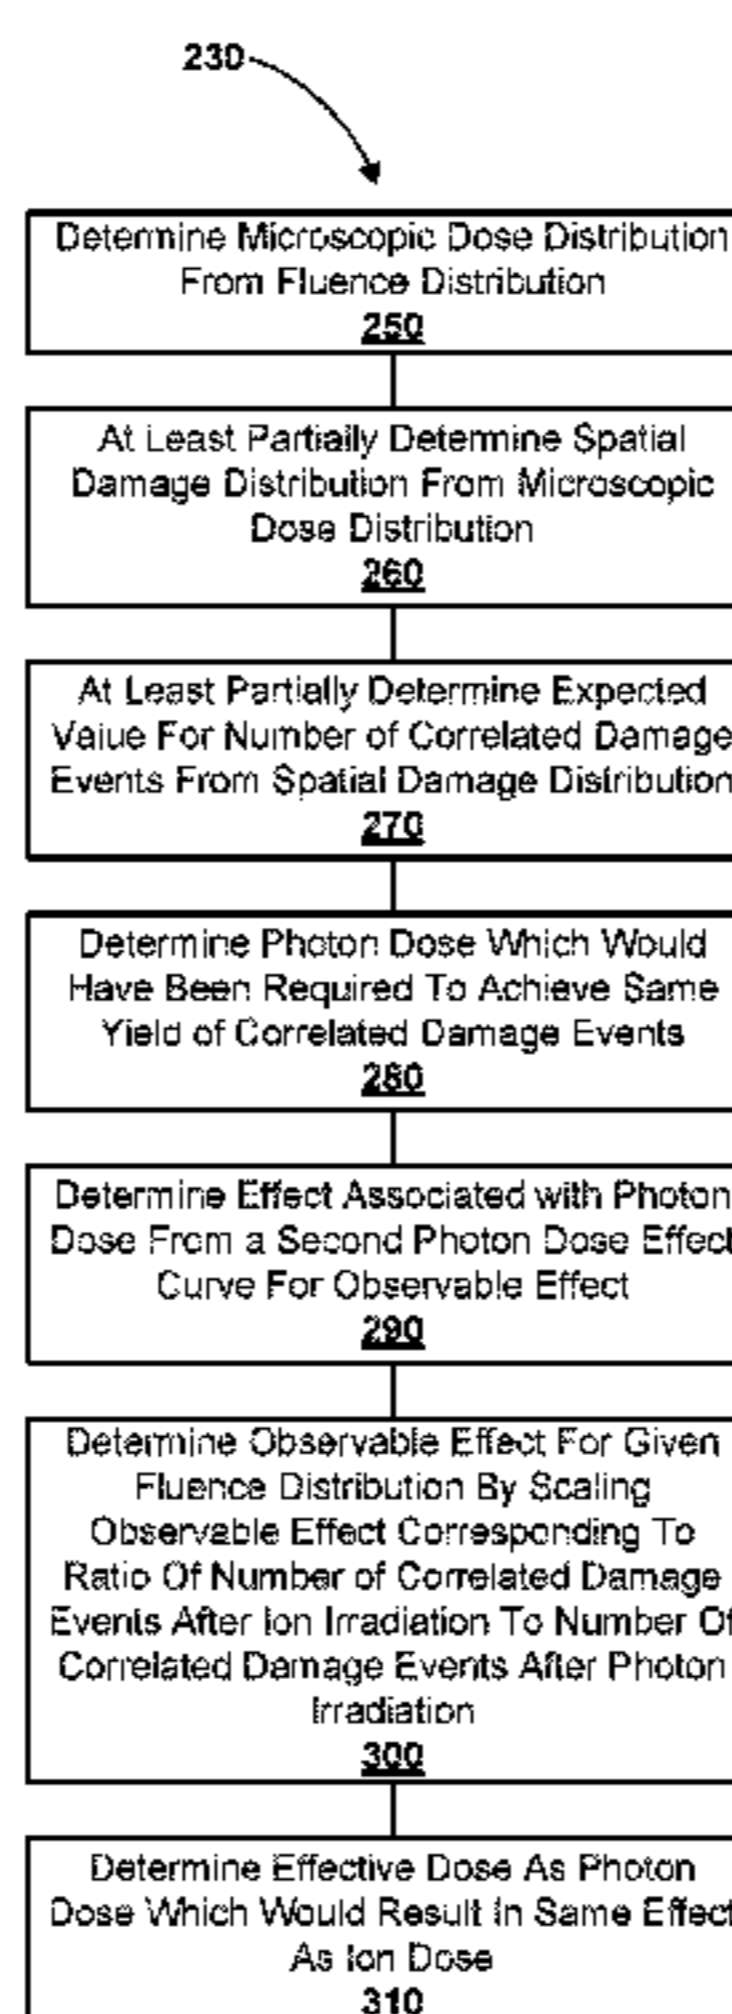 230
Determine Microscopic Dose Distribution
From Fluence Distribution
250
At Least Partially Determine Spatial
Damage Distribution From Microscopic
Dose Distribution
260
At Least Partially Determine Expected
Value For Number of Correlated Damage
Events From Spatial Damage Distribution
270
Determine Photon Dose Which Would
Have Been Required To Achieve Same
Yield of Correlated Damage Events
280
Determine Effect Associated with Photon
Dose From a Second Photon Dose Effect
Curve For Observable Effect
290
Determine Observable Effect For Given
Fluence Distribution By Scaling
Observable Effect Corresponding To
Ratio Of Number of Correlated Damage
Events After Ion Irradiation To Number Of
Correlated Damage Events After Photon
Irradiation
300
Determine Effective Dose As Photon
Dose Which Would Result In Same Effect
As Ion Dose
310